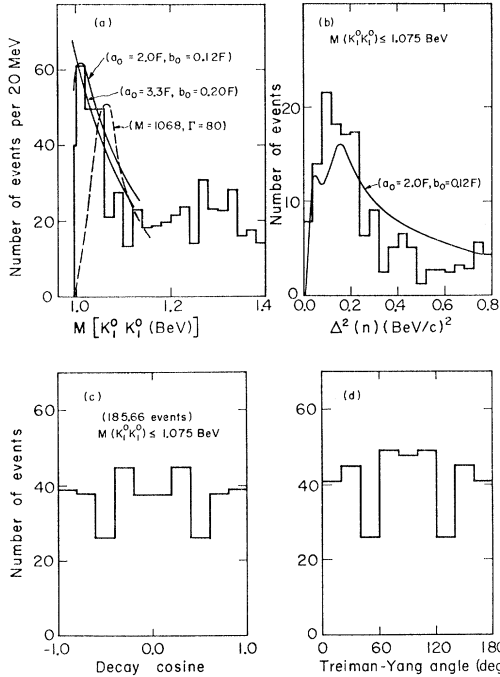 (a)
(a₀ = 2.0F, b₀ = 0.12F)
(a₀ = 3.3F, b₀ = 0.20F)
(M = 1068, Γ = 80)
60
40
20
0
Number of events per 20 MeV
1.0
1.2
1.4
M [K₁⁰ K₁⁰ (BeV)]
(b)
M (K₁⁰K₁⁰) ≤ 1.075 BeV
(a₀ = 2.0F, b₀ = 0.12F)
20
10
0
Number of events
0.0
0.2
0.4
0.6
0.8
Δ²(n) (BeV/c)²
(c)
(185.66 events)
M (K₁⁰K₁⁰) ≤ 1.075 BeV
60
40
20
0
Number of events
-1.0
0.0
1.0
Decay cosine
(d)
60
40
20
0
Number of events
0
60
120
180
Treiman-Yang angle (deg